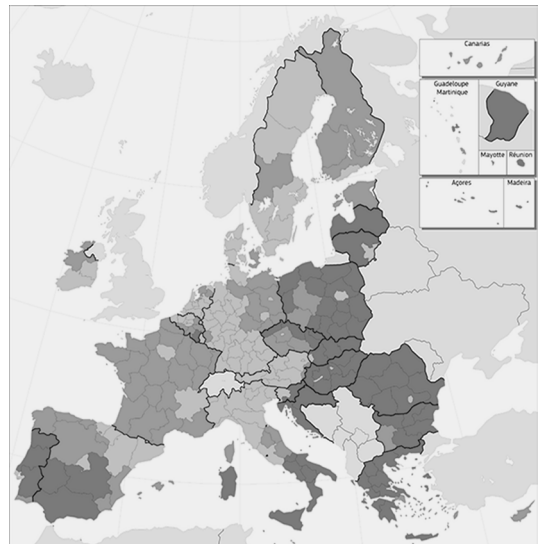 Canarias
Guadeloupe
Martinique
Guyane
Mayotte
Réunion
Açores
Madeira